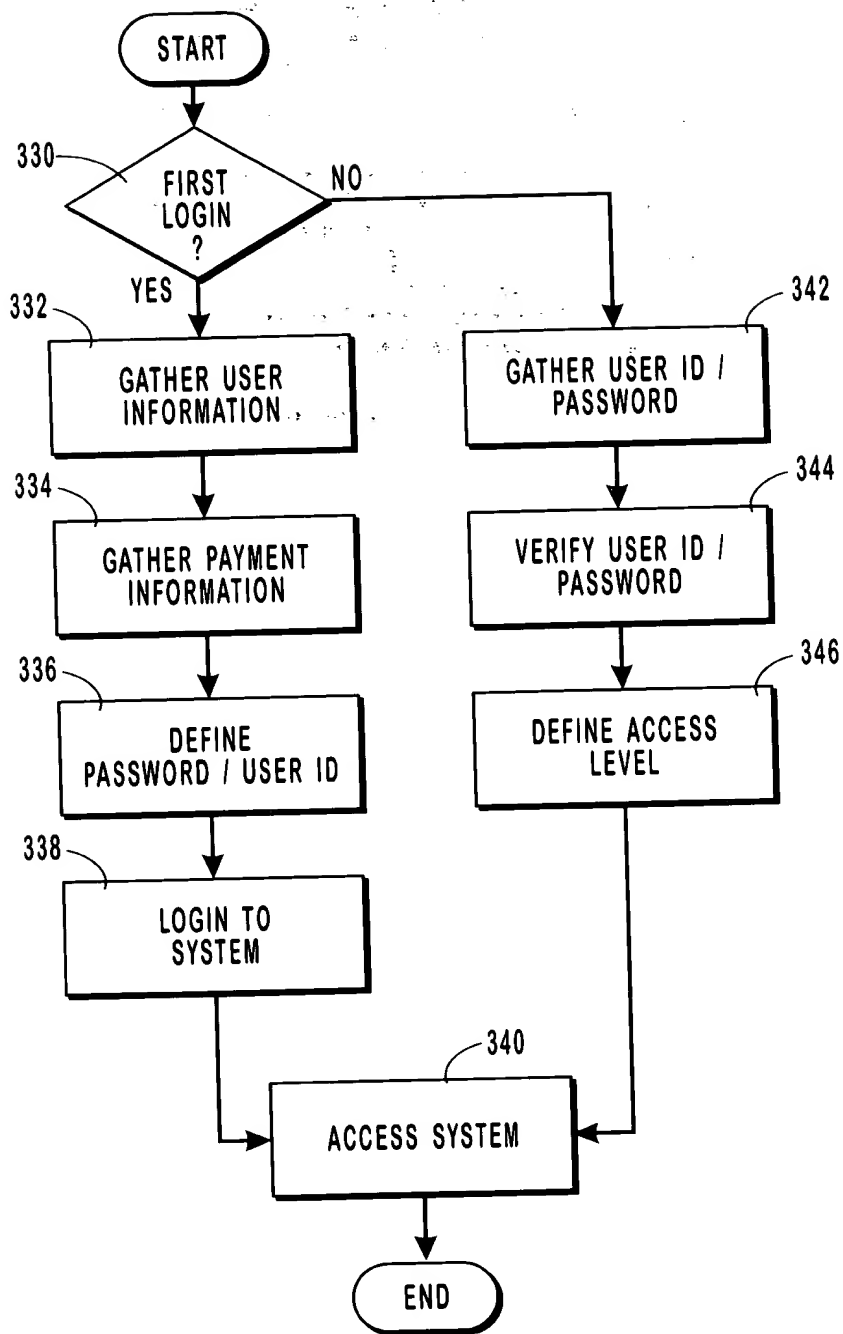 START
330
FIRST
LOGIN
?
NO
YES
332
GATHER USER
INFORMATION
334
GATHER PAYMENT
INFORMATION
336
DEFINE
PASSWORD / USER ID
338
LOGIN TO
SYSTEM
342
GATHER USER ID /
PASSWORD
344
VERIFY USER ID /
PASSWORD
346
DEFINE ACCESS
LEVEL
340
ACCESS SYSTEM
END